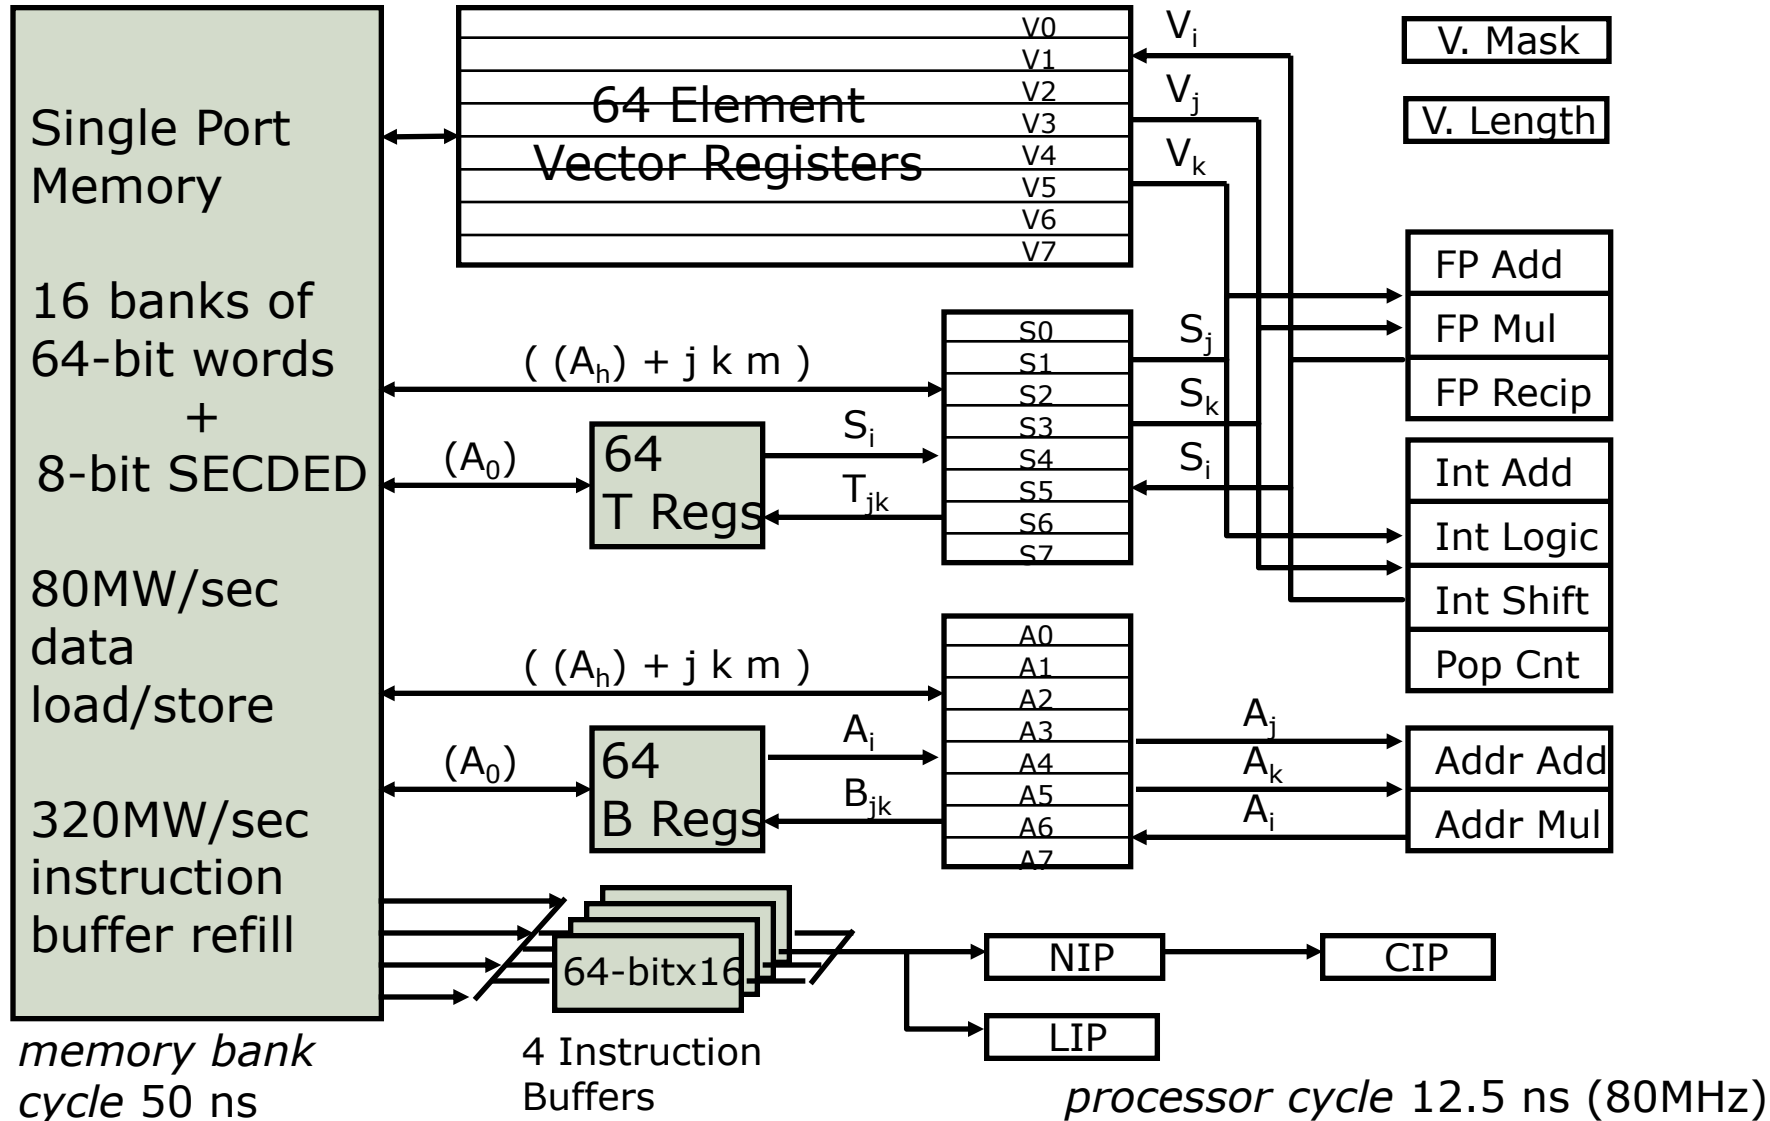 Single Port
Memory
16 banks of
64-bit words
+
8-bit SECDED
80MW/sec
data
load/store
320MW/sec
instruction
buffer refill
memory bank
cycle 50 ns
64 Element
Vector Registers
V0
V1
V2
V3
V4
V5
V6
V7
Vi
Vj
Vk
V. Mask
V. Length
( (Ah) + j k m )
(A0)
64
T Regs
Si
Tjk
S0
S1
S2
S3
S4
S5
S6
S7
Sj
Sk
Si
FP Add
FP Mul
FP Recip
Int Add
Int Logic
Int Shift
Pop Cnt
( (Ah) + j k m )
(A0)
64
B Regs
Ai
Bjk
A0
A1
A2
A3
A4
A5
A6
A7
Aj
Ak
Ai
Addr Add
Addr Mul
64-bitx16
4 Instruction
Buffers
NIP
CIP
LIP
processor cycle 12.5 ns (80MHz)